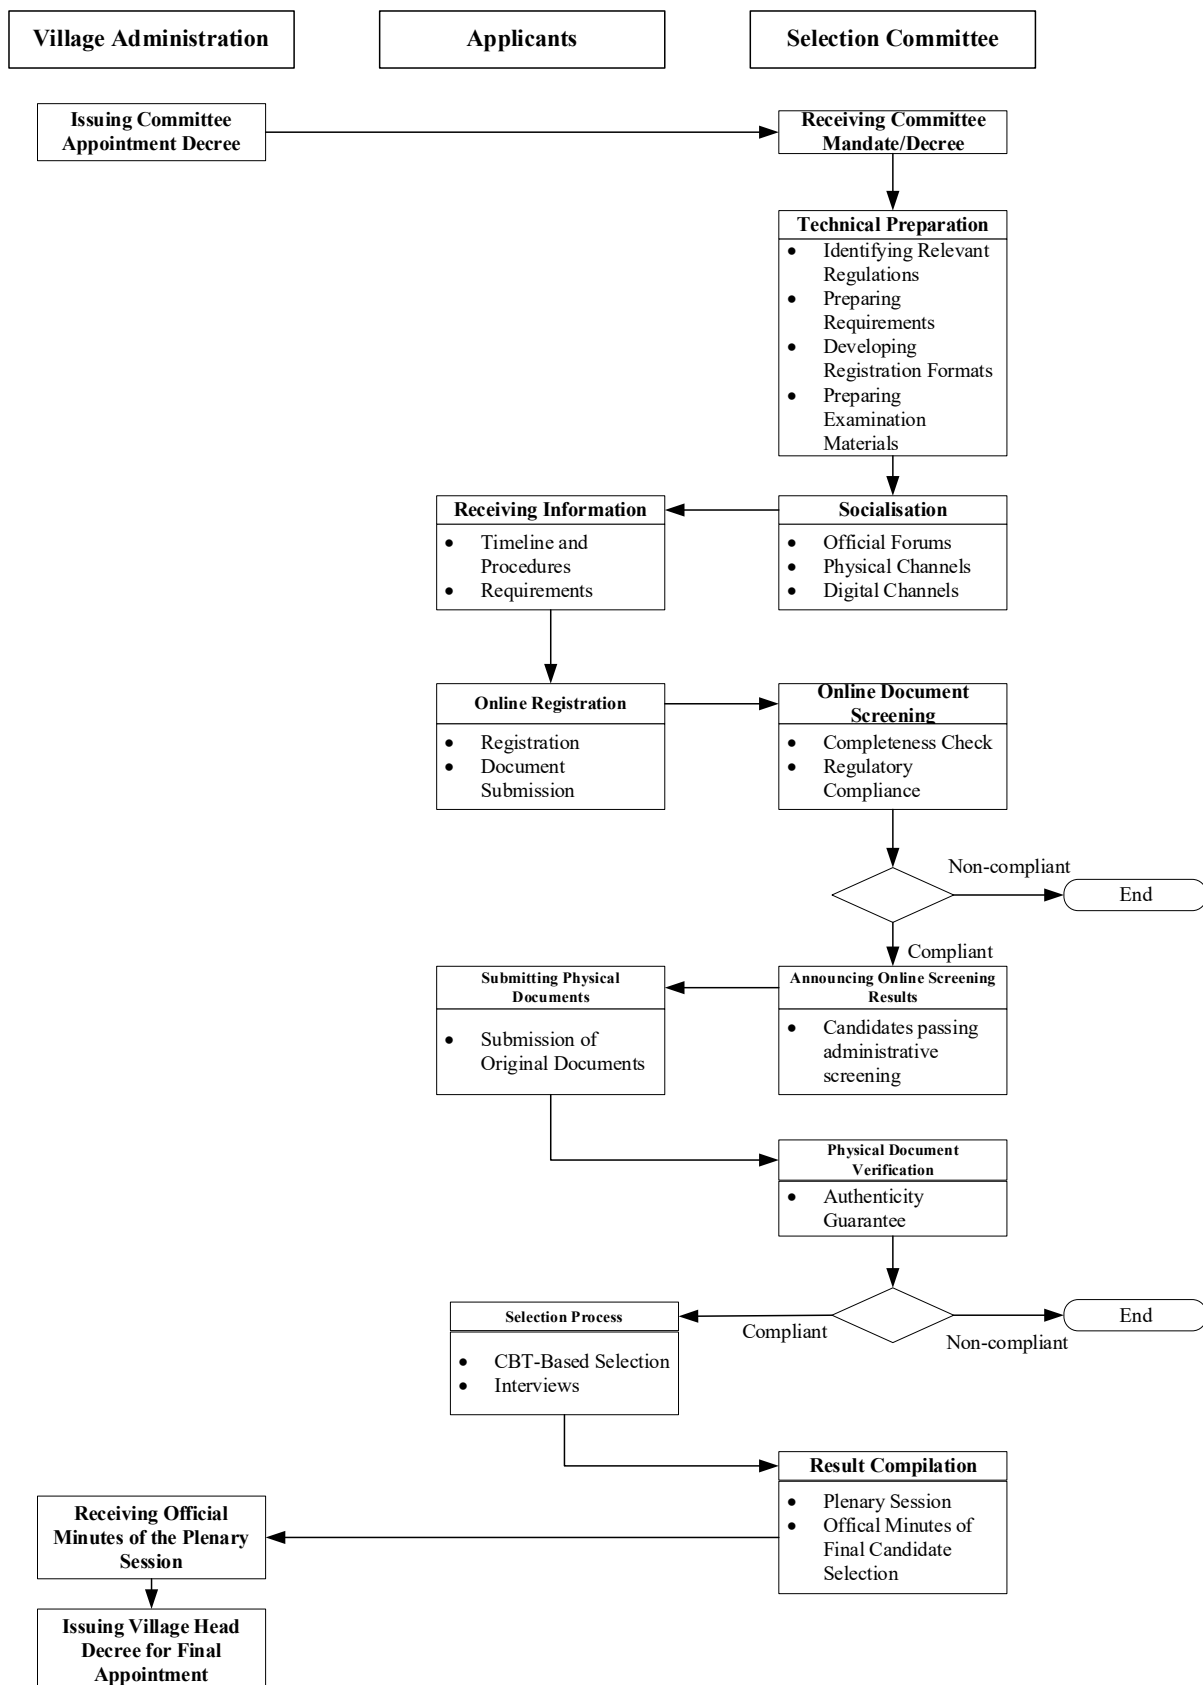 Village Administration
Applicants
Selection Committee
Issuing Committee
Appointment Decree
Receiving Committee
Mandate/Decree
Technical Preparation
• Identifying Relevant
Regulations
• Preparing
Requirements
• Developing
Registration Formats
• Preparing
Examination
Materials
Receiving Information
• Timeline and
Procedures
• Requirements
Socialisation
• Official Forums
• Physical Channels
• Digital Channels
Online Registration
• Registration
• Document
Submission
Online Document
Screening
• Completeness Check
• Regulatory
Compliance
Non-compliant
End
Compliant
Submitting Physical
Documents
• Submission of
Original Documents
Announcing Online Screening
Results
• Candidates passing
administrative
screening
Physical Document
Verification
• Authenticity
Guarantee
Selection Process
• CBT-Based Selection
• Interviews
Compliant
Non-compliant
End
Result Compilation
• Plenary Session
• Offical Minutes of
Final Candidate
Selection
Receiving Official
Minutes of the Plenary
Session
Issuing Village Head
Decree for Final
Appointment